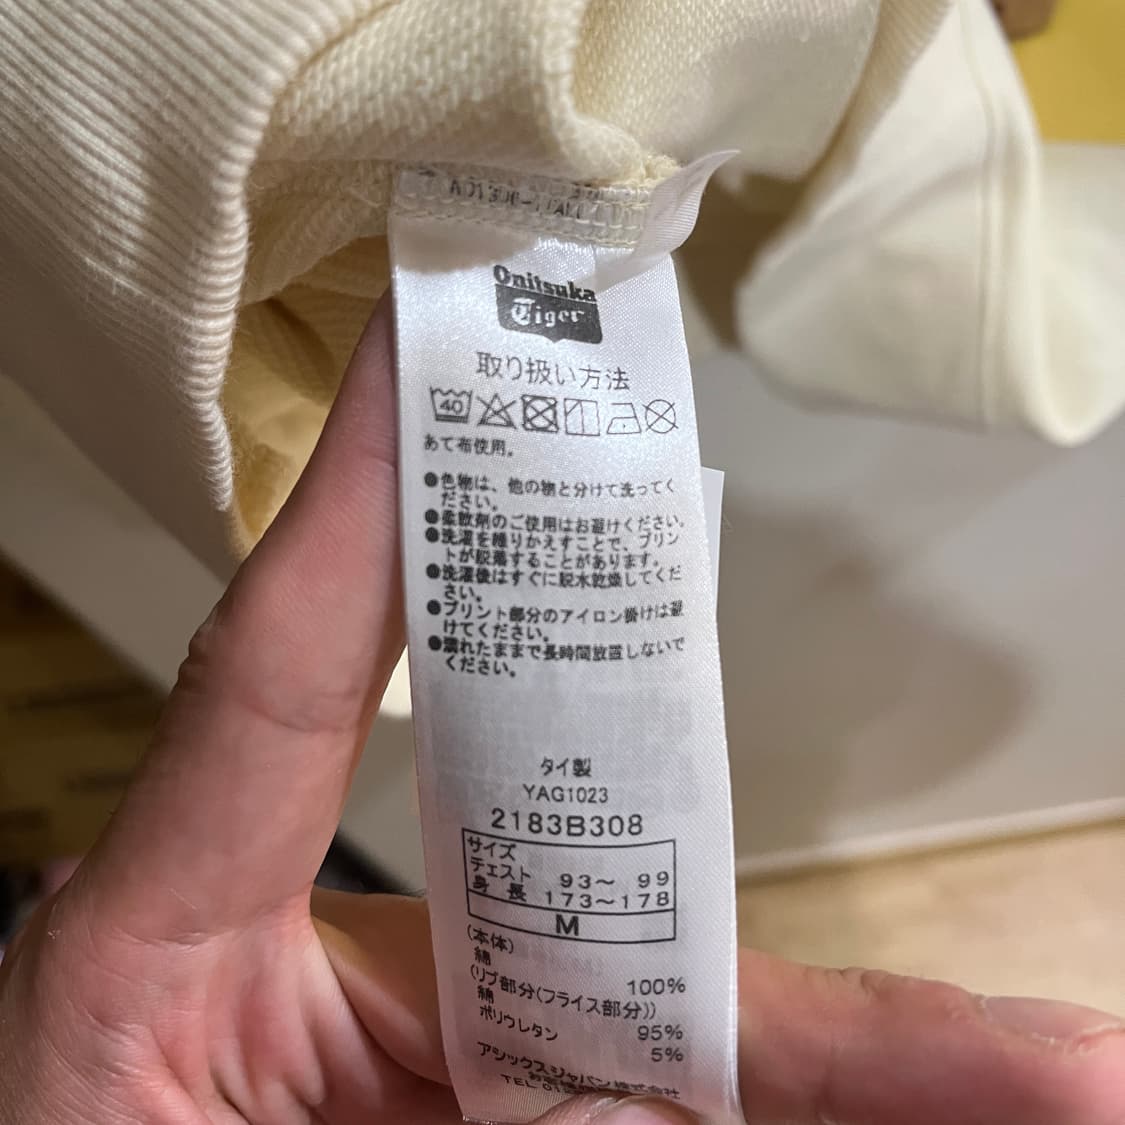 Onitsuka
Tiger
取り扱い方法
40
あて布使用。
●色物は、他の物と分けて洗ってく
ださい。
●柔軟剤のご使用はお避けください。
●洗濯を繰りかえすことで、プリン
トが脱落することがあります。
●洗濯後はすぐに脱水乾燥してくだ
さい。
●プリント部分のアイロン掛けは避
けてください。
●濡れたままで長時間放置しないで
ください。
タイ製
YAG1023
2183B308
サイズ
チェスト 93〜 99
身 長 173〜178
M
(本体)
綿 100%
(リブ部分(フライス部分))
綿 95%
ポリウレタン 5%
アシックスジャパン株式会社
TEL